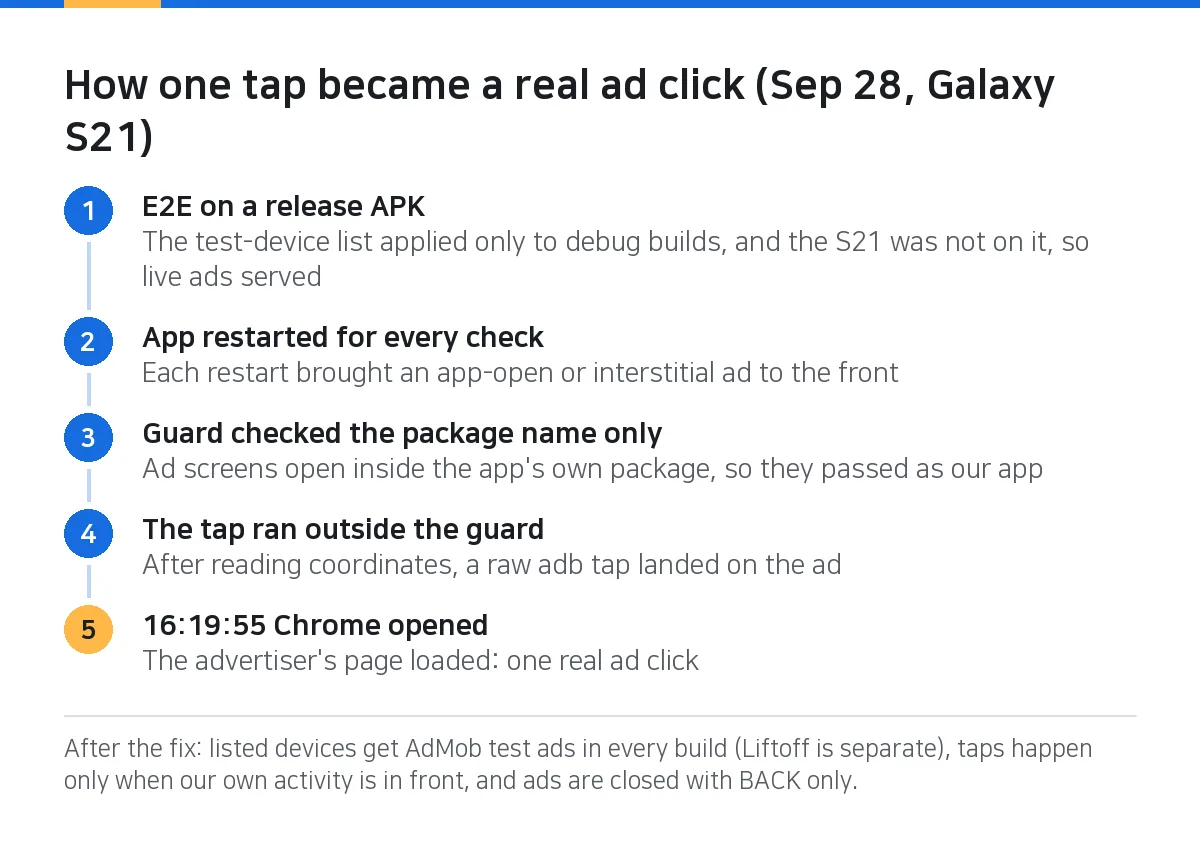 How one tap became a real ad click (Sep 28, Galaxy
S21)
1
E2E on a release APK
The test-device list applied only to debug builds, and the S21 was not on it, so
live ads served
2
App restarted for every check
Each restart brought an app-open or interstitial ad to the front
3
Guard checked the package name only
Ad screens open inside the app's own package, so they passed as our app
4
The tap ran outside the guard
After reading coordinates, a raw adb tap landed on the ad
5
16:19:55 Chrome opened
The advertiser's page loaded: one real ad click
After the fix: listed devices get AdMob test ads in every build (Liftoff is separate), taps happen
only when our own activity is in front, and ads are closed with BACK only.